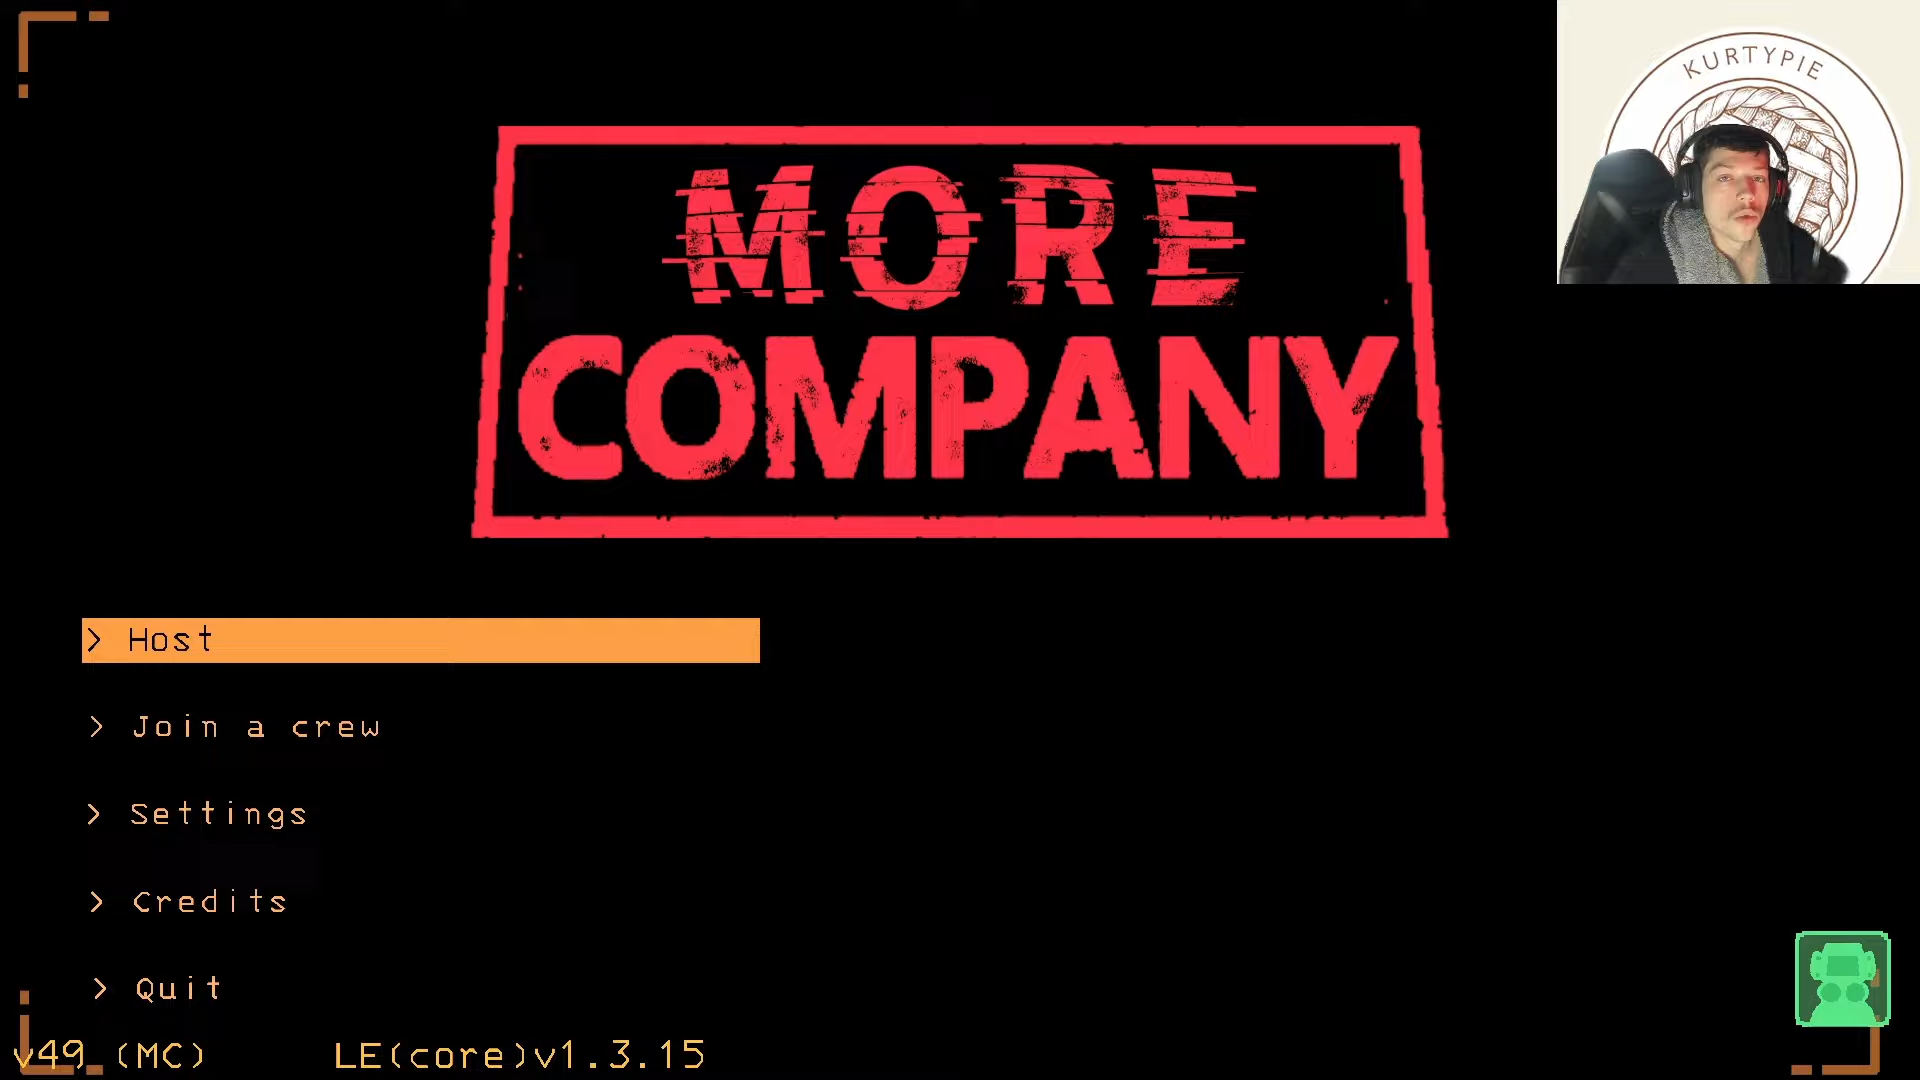 KURTYPIE
MORE
COMPANY
> Host
> Join a crew
> Settings
> Credits
> Quit
v49 (MC)
LE(core)v1.3.15